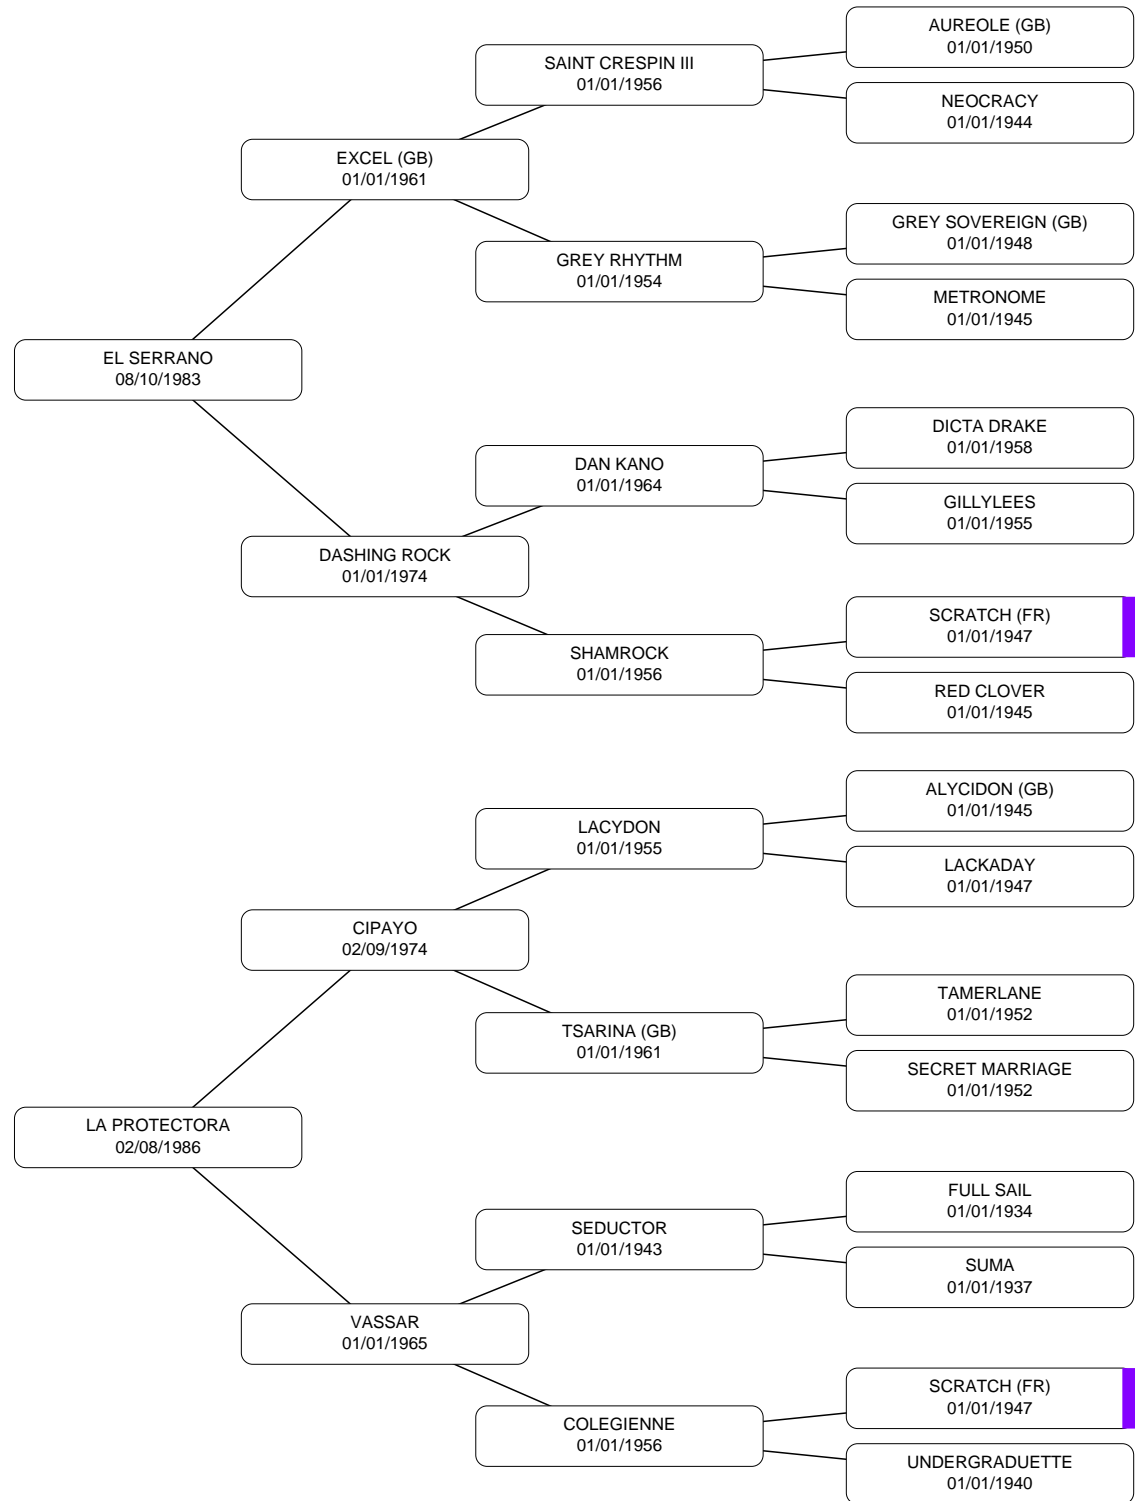 AUREOLE (GB)
01/01/1950
SAINT CRESPIN III
01/01/1956
NEOCRACY
01/01/1944
EXCEL (GB)
01/01/1961
GREY SOVEREIGN (GB)
01/01/1948
GREY RHYTHM
01/01/1954
METRONOME
01/01/1945
EL SERRANO
08/10/1983
DICTA DRAKE
01/01/1958
DAN KANO
01/01/1964
GILLYLEES
01/01/1955
DASHING ROCK
01/01/1974
SCRATCH (FR)
01/01/1947
SHAMROCK
01/01/1956
RED CLOVER
01/01/1945
ALYCIDON (GB)
01/01/1945
LACYDON
01/01/1955
LACKADAY
01/01/1947
CIPAYO
02/09/1974
TAMERLANE
01/01/1952
TSARINA (GB)
01/01/1961
SECRET MARRIAGE
01/01/1952
LA PROTECTORA
02/08/1986
FULL SAIL
01/01/1934
SEDUCTOR
01/01/1943
SUMA
01/01/1937
VASSAR
01/01/1965
SCRATCH (FR)
01/01/1947
COLEGIENNE
01/01/1956
UNDERGRADUETTE
01/01/1940